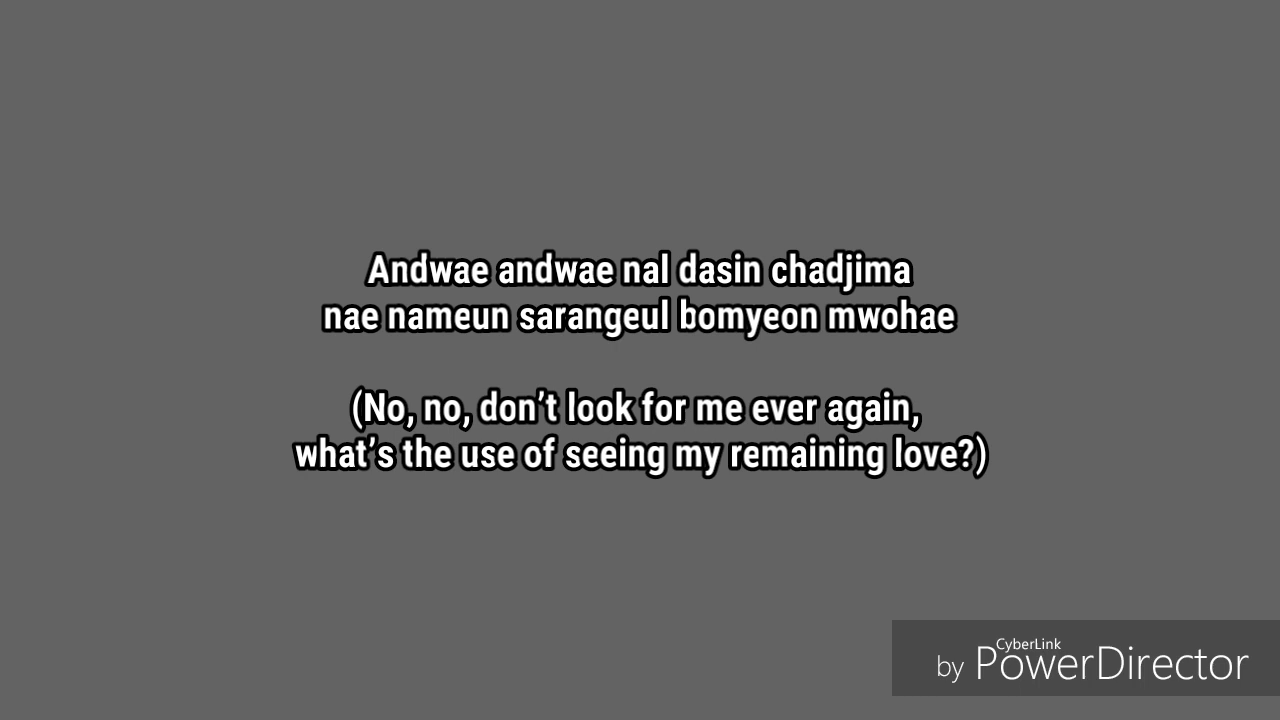 Andwae andwae nal dasin chadjima
nae nameun sarangeul bomyeon mwohae
(No, no, don’t look for me ever again,
what’s the use of seeing my remaining love?)
CyberLink
by PowerDirector